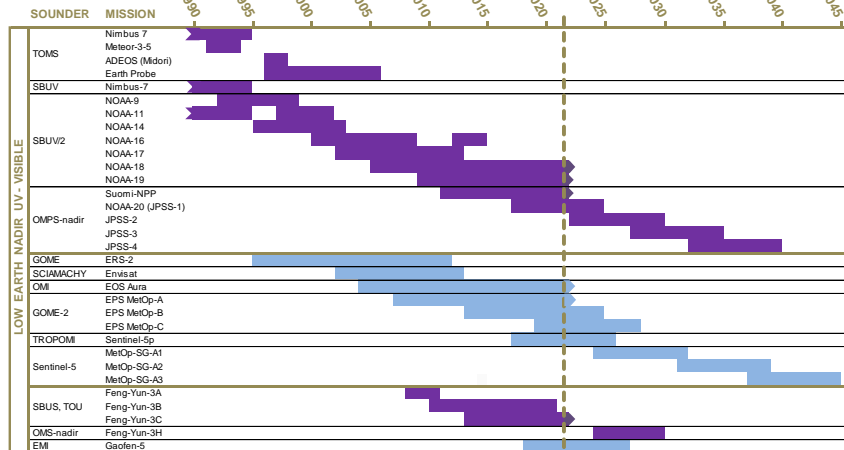 990 1995 2000 2005 2010 2015 2020 2025 2030 2035 2040 2045
SOUNDER MISSION
LOW EARTH NADIR UV - VISIBLE
TOMS
Nimbus 7
Meteor-3-5
ADEOS (Midori)
Earth Probe
SBUV Nimbus-7
SBUV/2
NOAA-9
NOAA-11
NOAA-14
NOAA-16
NOAA-17
NOAA-18
NOAA-19
OMPS-nadir
Suomi-NPP
NOAA-20 (JPSS-1)
JPSS-2
JPSS-3
JPSS-4
GOME ERS-2
SCIAMACHY Envisat
OMI EOS Aura
GOME-2
EPS MetOp-A
EPS MetOp-B
EPS MetOp-C
TROPOMI Sentinel-5p
Sentinel-5
MetOp-SG-A1
MetOp-SG-A2
MetOp-SG-A3
SBUS, TOU
Feng-Yun-3A
Feng-Yun-3B
Feng-Yun-3C
OMS-nadir Feng-Yun-3H
EMI Gaofen-5